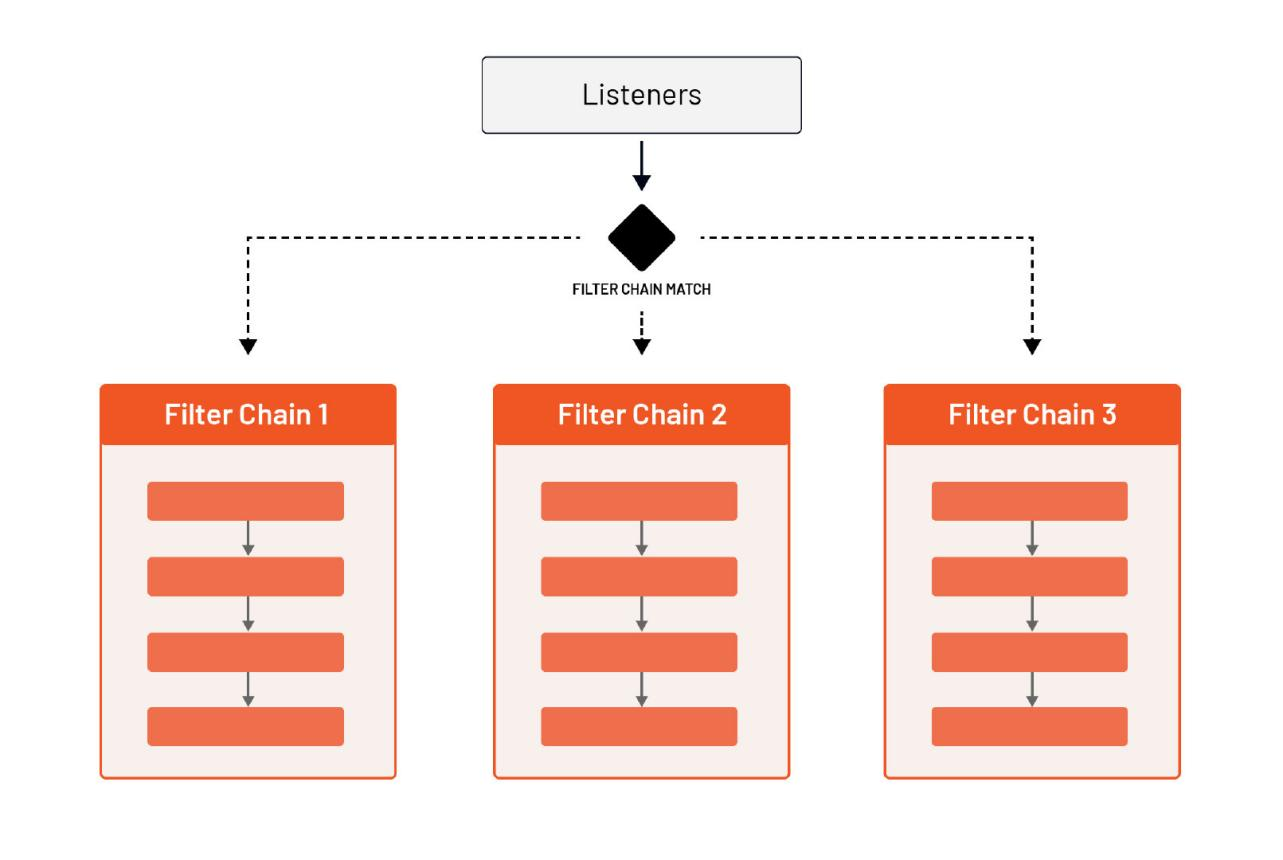 Listeners
FILTER CHAIN MATCH
Filter Chain 1
Filter Chain 2
Filter Chain 3